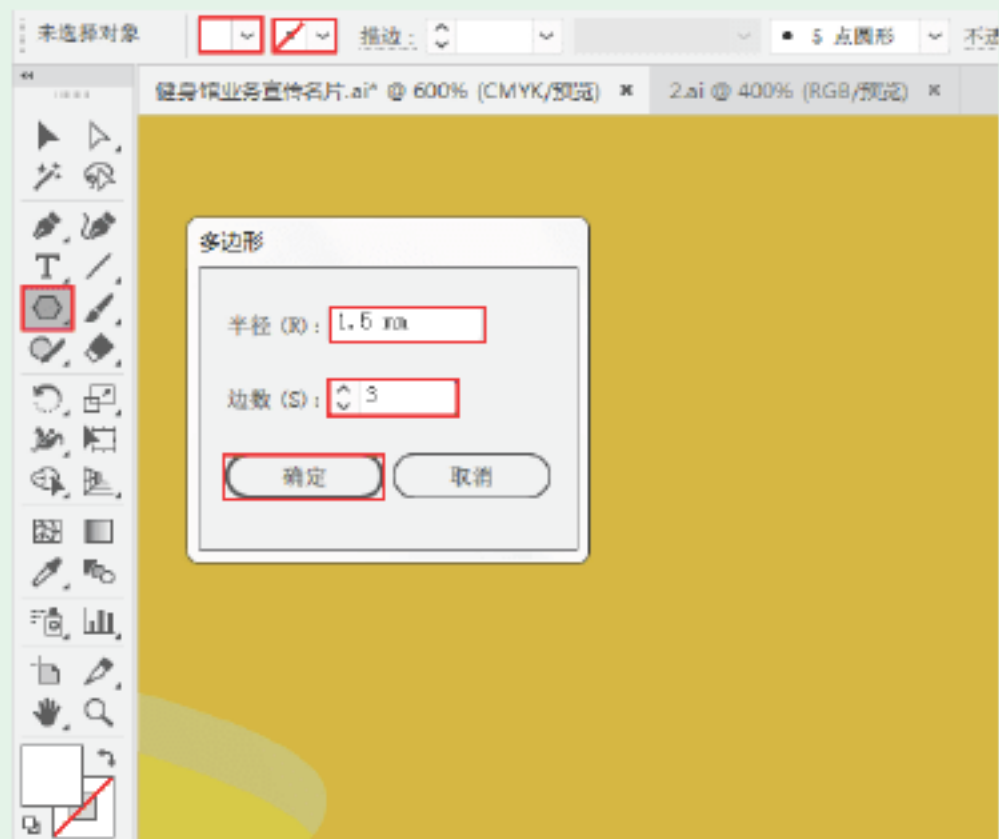 未选择对象 描边： 5 点圆形 不透
健身馆业务宣传名片.ai* @ 600% (CMYK/预览) × 2.ai @ 400% (RGB/预览) ×
多边形
半径 (R)： 1.5 mm
边数 (S)： 3
确定 取消